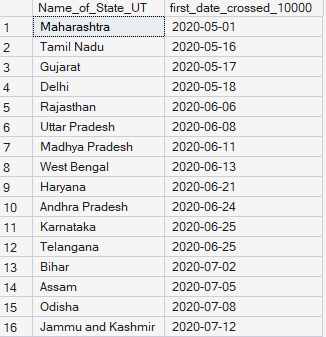 Name_of_State_UT first_date_crossed_10000
1 Maharashtra 2020-05-01
2 Tamil Nadu 2020-05-16
3 Gujarat 2020-05-17
4 Delhi 2020-05-18
5 Rajasthan 2020-06-06
6 Uttar Pradesh 2020-06-08
7 Madhya Pradesh 2020-06-11
8 West Bengal 2020-06-13
9 Haryana 2020-06-21
10 Andhra Pradesh 2020-06-24
11 Karnataka 2020-06-25
12 Telangana 2020-06-25
13 Bihar 2020-07-02
14 Assam 2020-07-05
15 Odisha 2020-07-08
16 Jammu and Kashmir 2020-07-12